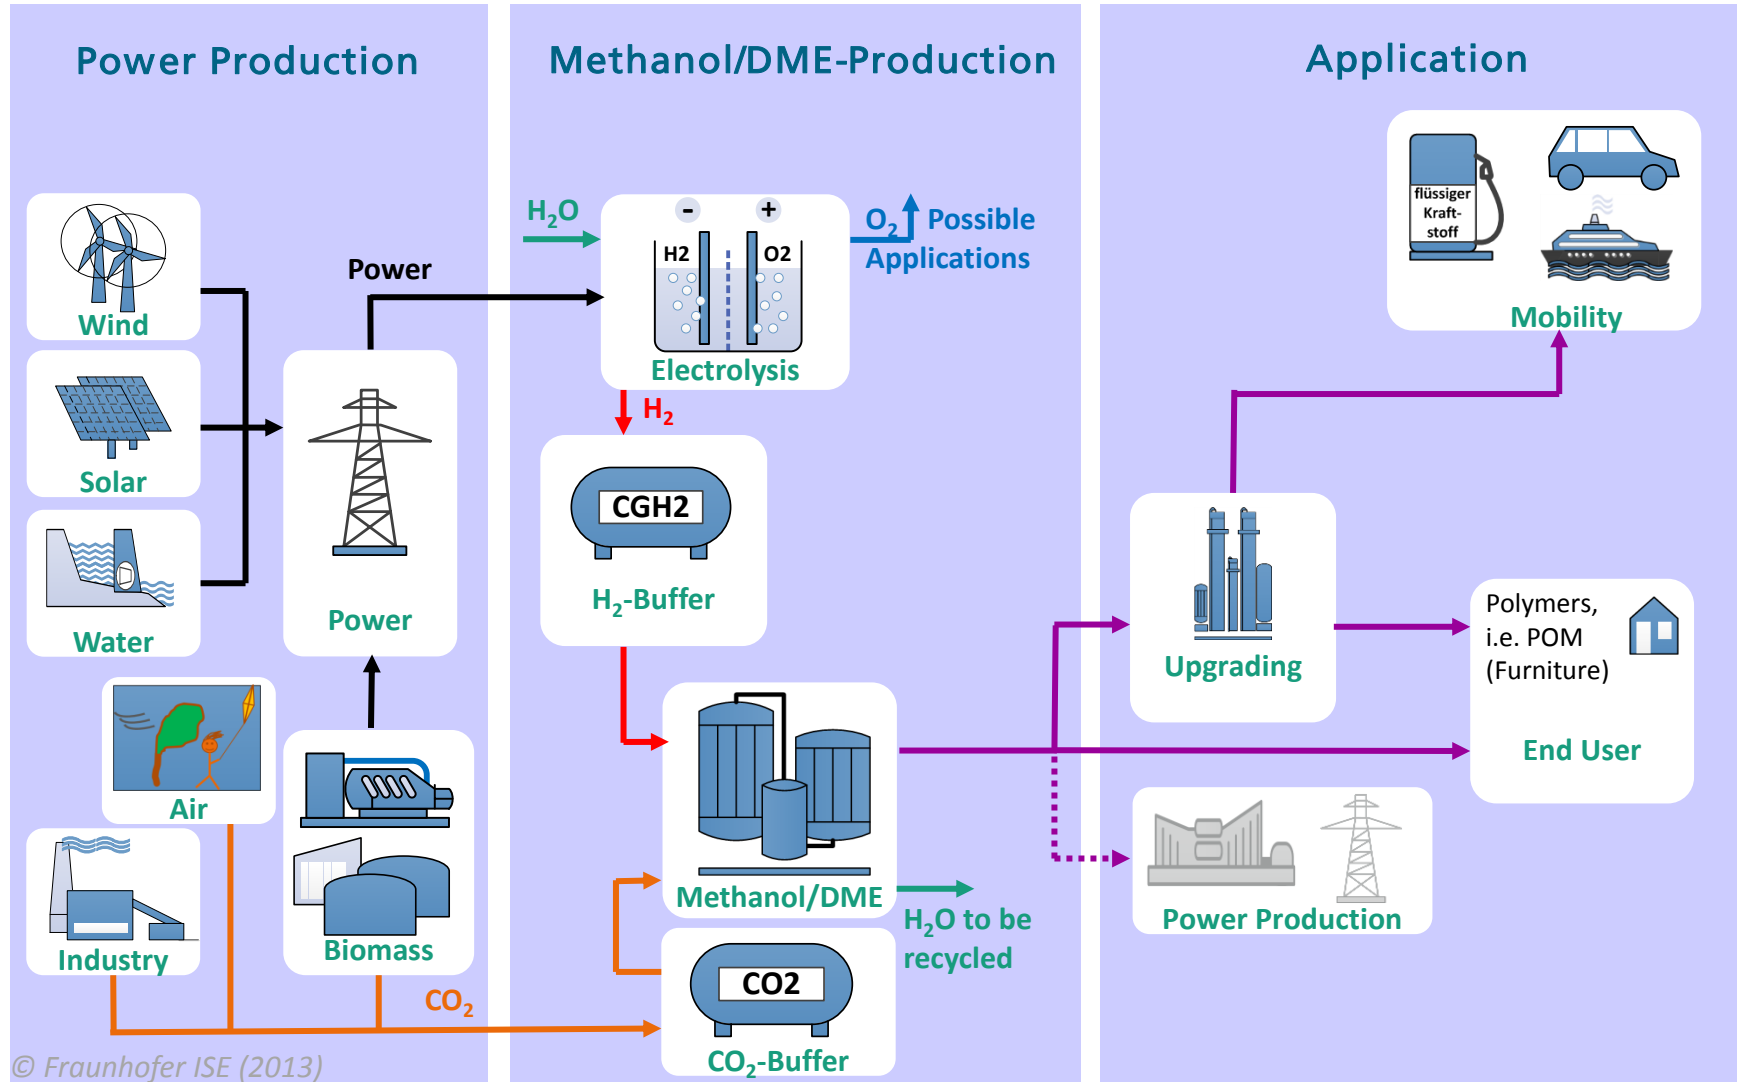 Power Production
Wind
Solar
Water
Power
Power
Air
Industry
Biomass
CO₂
© Fraunhofer ISE (2013)
Methanol/DME-Production
H₂O
-
+
H2
O2
Electrolysis
O₂ Possible
Applications
H₂
CGH2
H₂-Buffer
Methanol/DME
H₂O to be
recycled
CO2
CO₂-Buffer
Application
flüssiger
Kraft-
stoff
Mobility
Upgrading
Polymers,
i.e. POM
(Furniture)
End User
Power Production